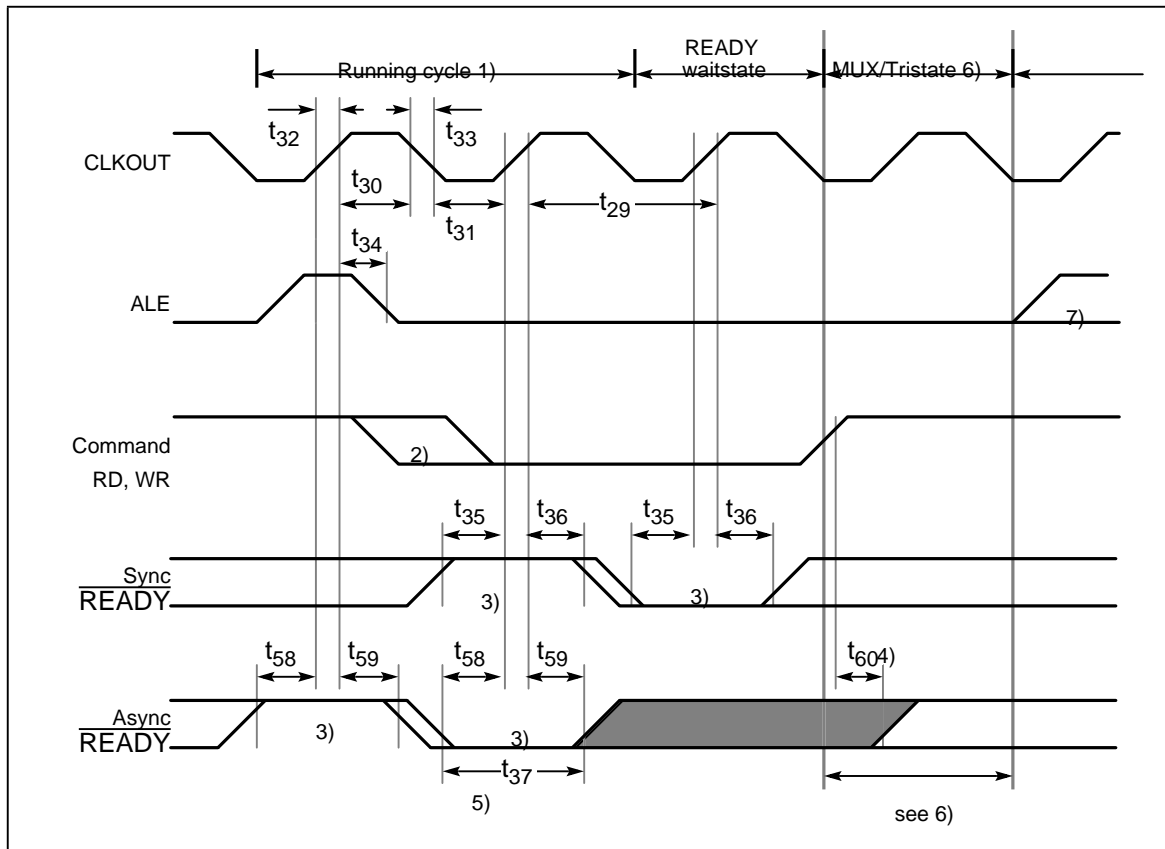 READY
Running cycle 1)
waitstate
MUX/Tristate 6)
t32
t33
CLKOUT
t30
t29
t31
t34
ALE
7)
Command
2)
RD, WR
t35
t36
t35
t36
Sync
READY
3)
3)
t58
t59
t58
t59
t604)
Async
READY
3)
3)
t37
5)
see 6)